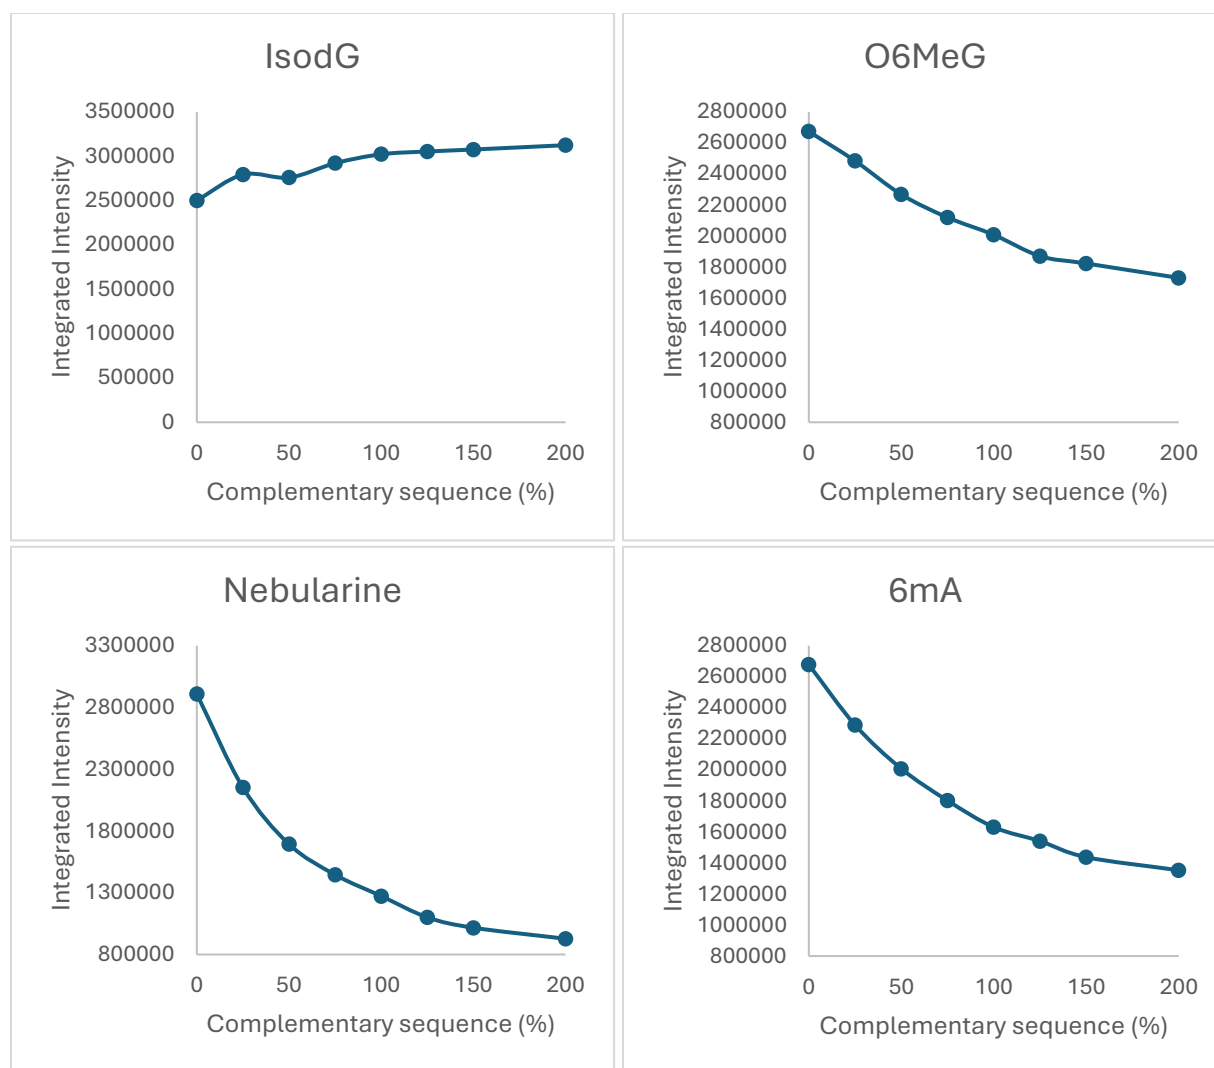 IsodG
3500000
3000000
2500000
2000000
1500000
1000000
500000
0
Integrated Intensity
0 50 100 150 200
Complementary sequence (%)
O6MeG
2800000
2600000
2400000
2200000
2000000
1800000
1600000
1400000
1200000
1000000
800000
Integrated Intensity
0 50 100 150 200
Complementary sequence (%)
Nebularine
3300000
2800000
2300000
1800000
1300000
800000
Integrated Intensity
0 50 100 150 200
Complementary sequence (%)
6mA
2800000
2600000
2400000
2200000
2000000
1800000
1600000
1400000
1200000
1000000
800000
Integrated Intensity
0 50 100 150 200
Complementary sequence (%)